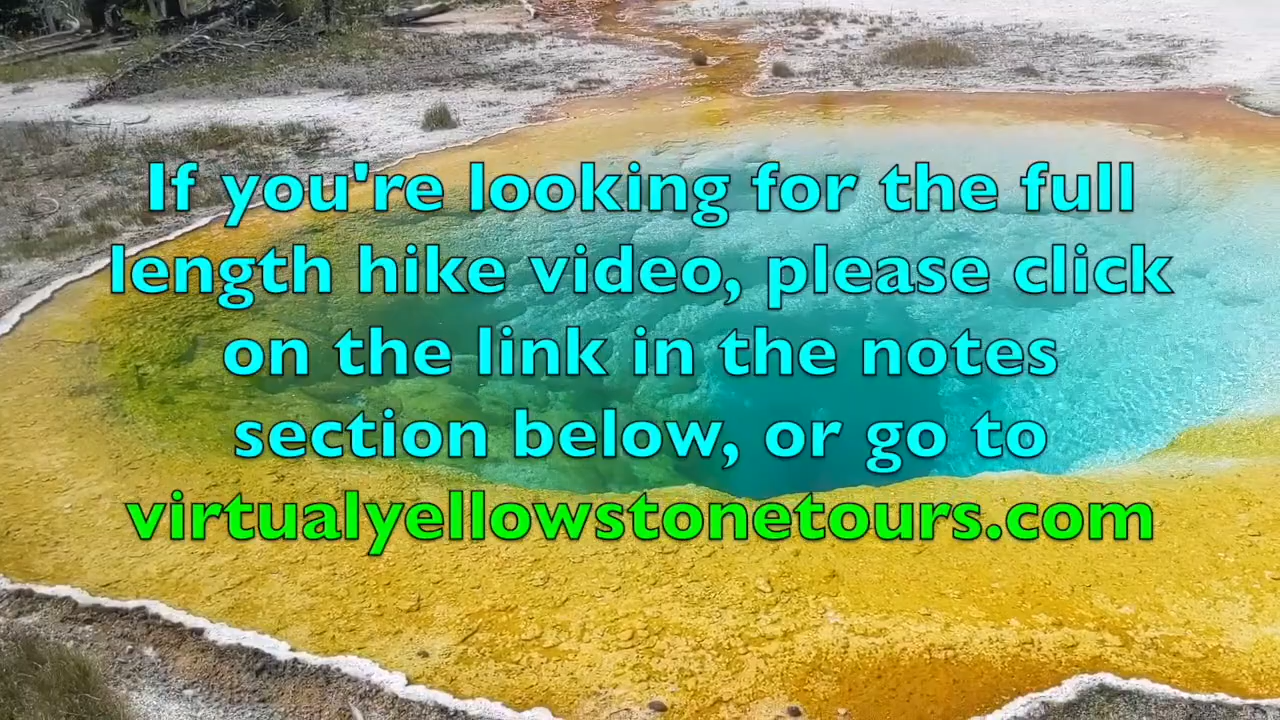 If you're looking for the full
length hike video, please click
on the link in the notes
section below, or go to
virtualyellowstonetours.com